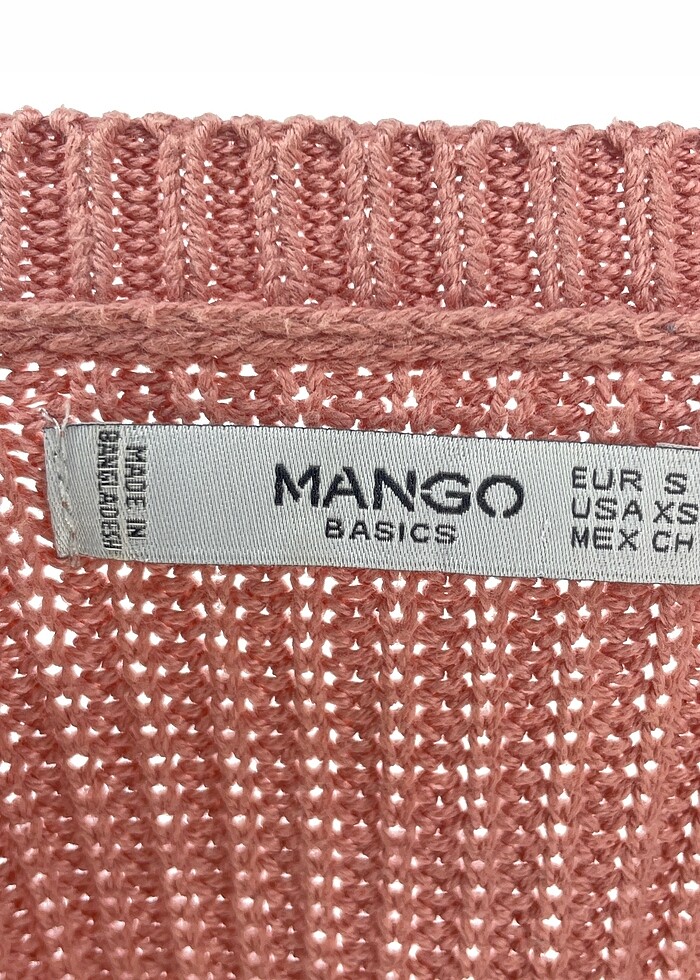 MADE IN
BANGLADESH
MANGO
BASICS
EUR S
USA XS
MEX CH